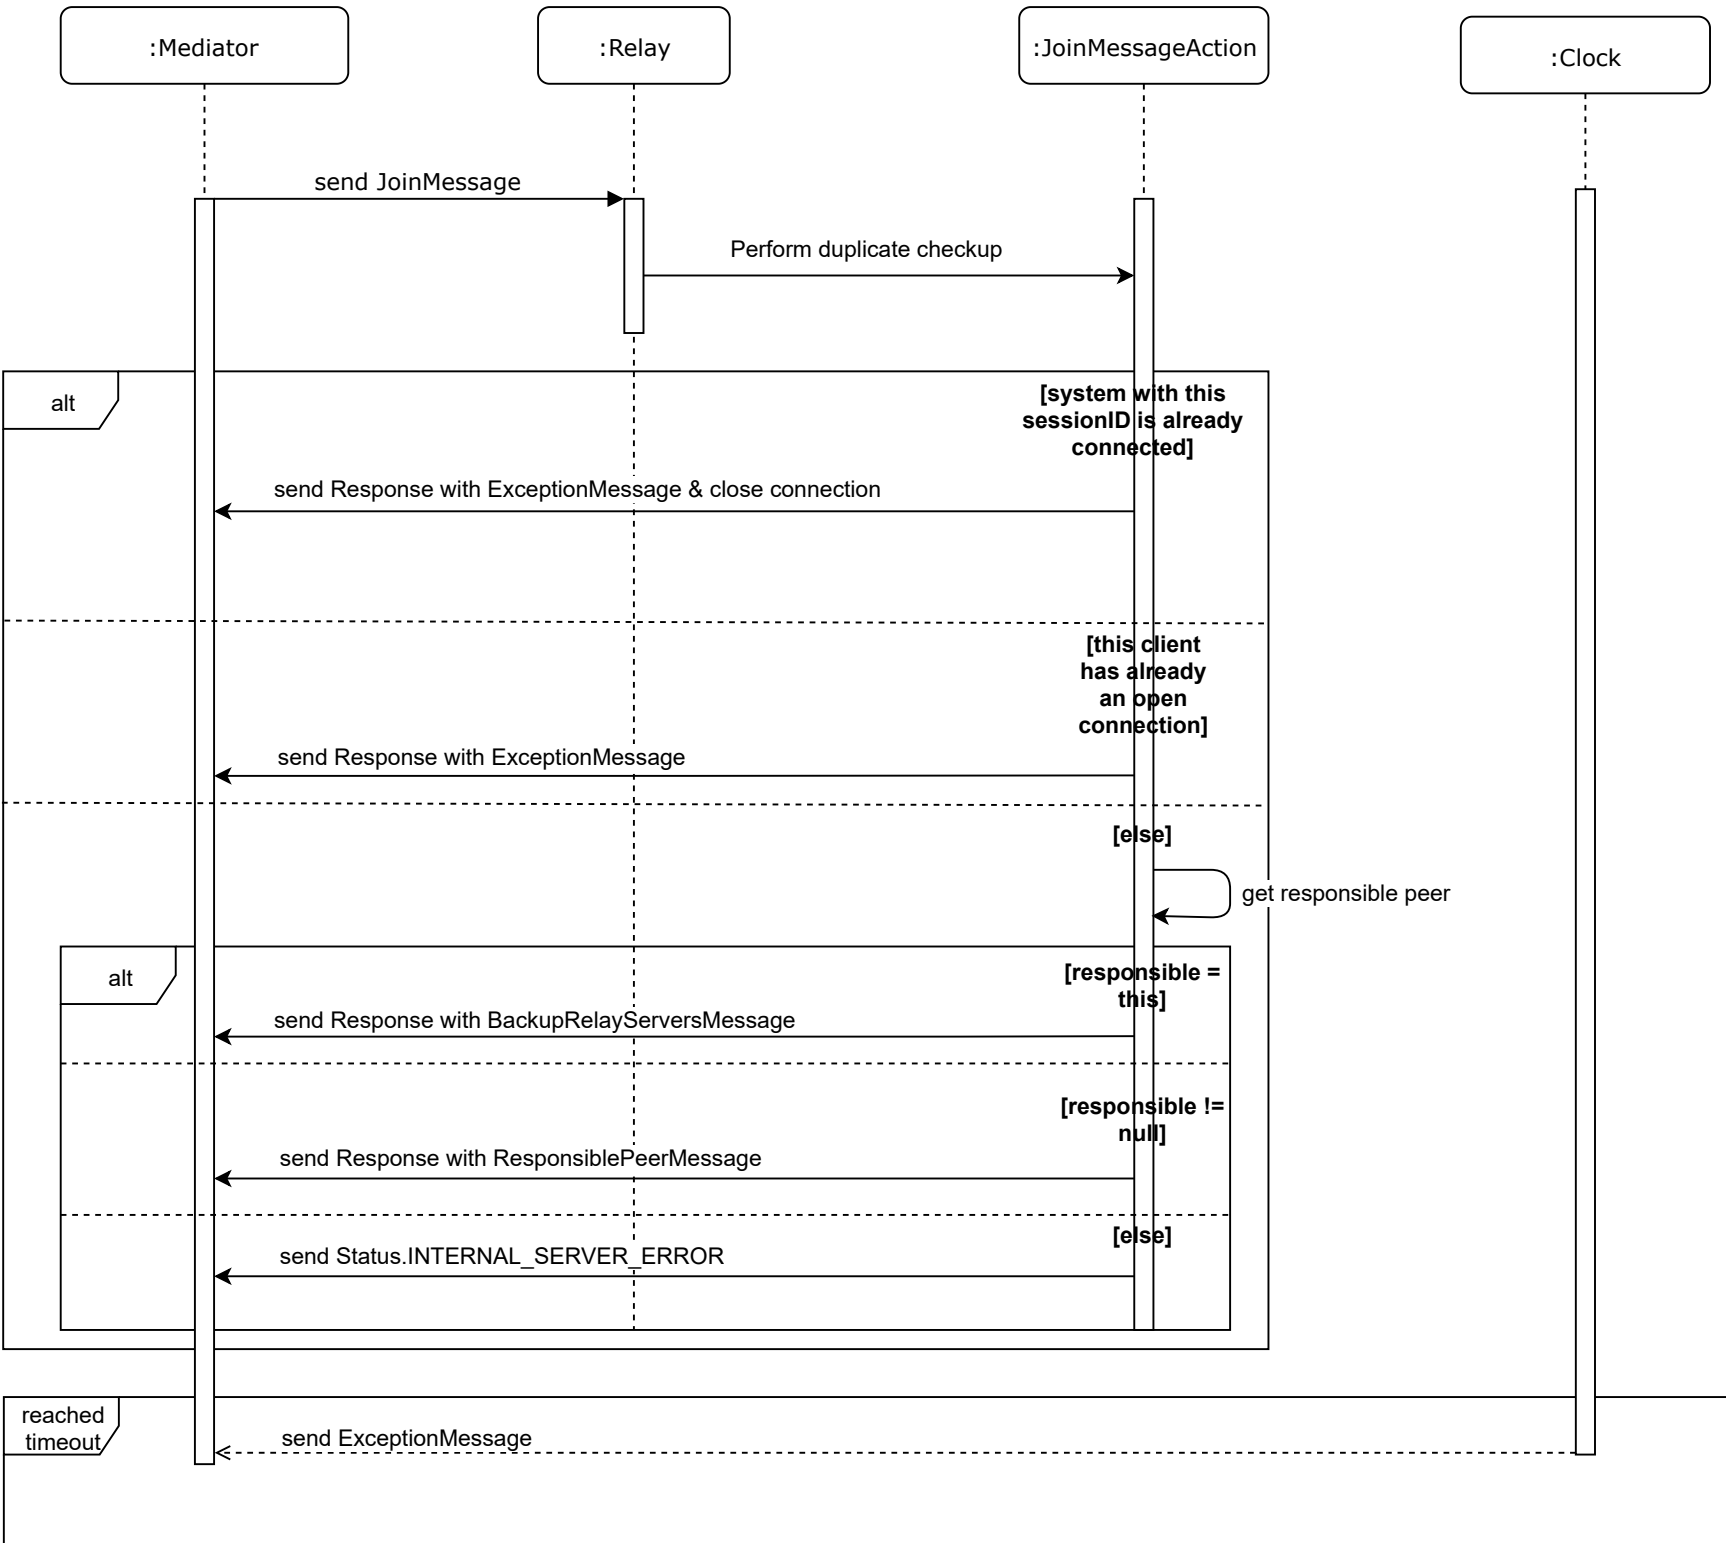 :Mediator
:Relay
:JoinMessageAction
:Clock
send JoinMessage
Perform duplicate checkup
alt
[system with this
sessionID is already
connected]
send Response with ExceptionMessage & close connection
[this client
has already
an open
connection]
send Response with ExceptionMessage
[else]
get responsible peer
alt
[responsible =
this]
send Response with BackupRelayServersMessage
[responsible !=
null]
send Response with ResponsiblePeerMessage
[else]
send Status.INTERNAL_SERVER_ERROR
reached
timeout
send ExceptionMessage